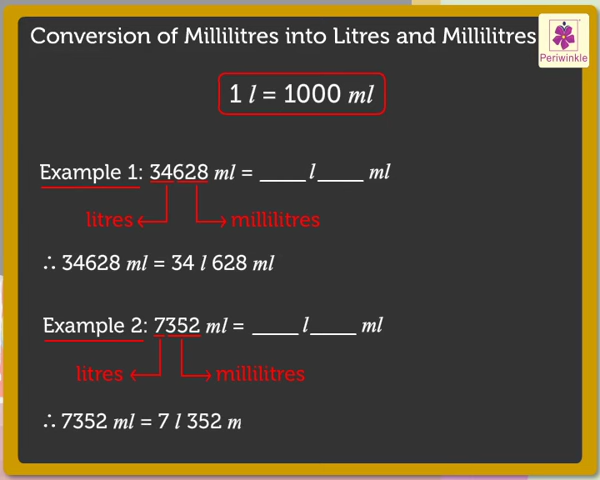 Conversion of Millilitres into Litres and Millilitres
Periwinkle
1 l = 1000 ml
Example 1: 34628 ml = ____ l ____ ml
litres millilitres
∴ 34628 ml = 34 l 628 ml
Example 2: 7352 ml = ____ l ____ ml
litres millilitres
∴ 7352 ml = 7 l 352 m